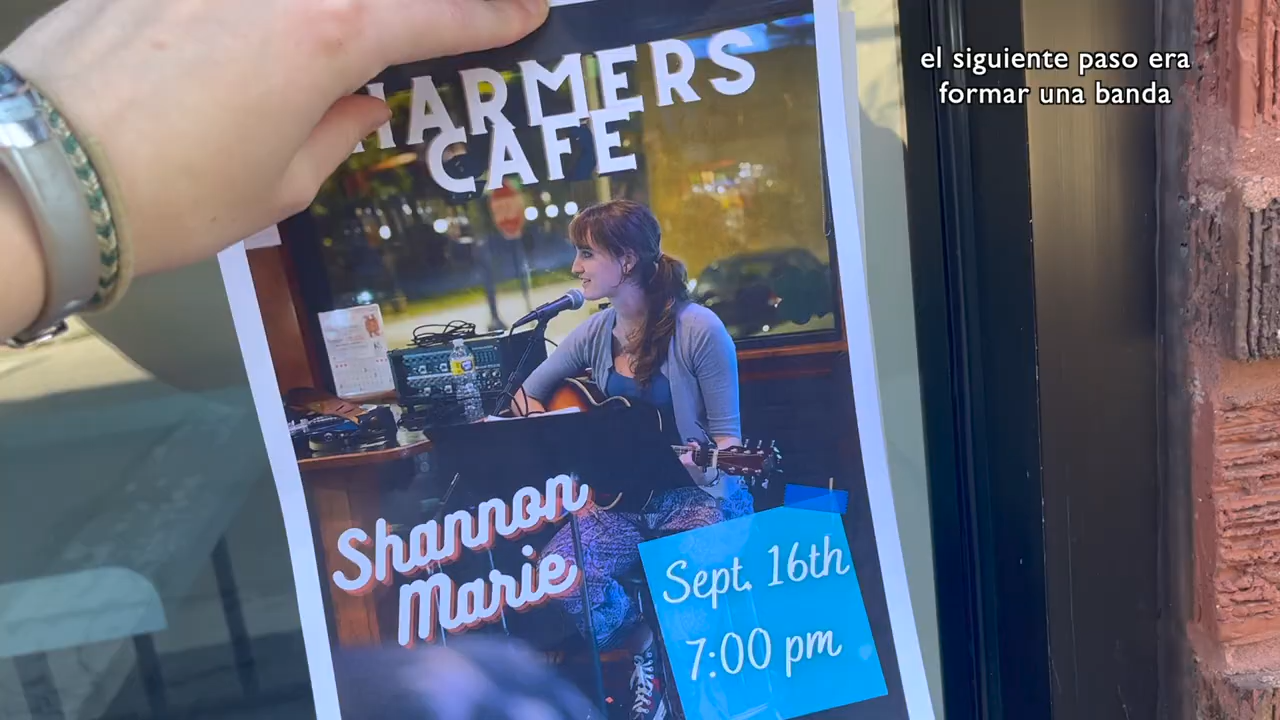 el siguiente paso era
formar una banda
HARMERS
CAFE
Shannon
Marie
Sept. 16th
7:00 pm